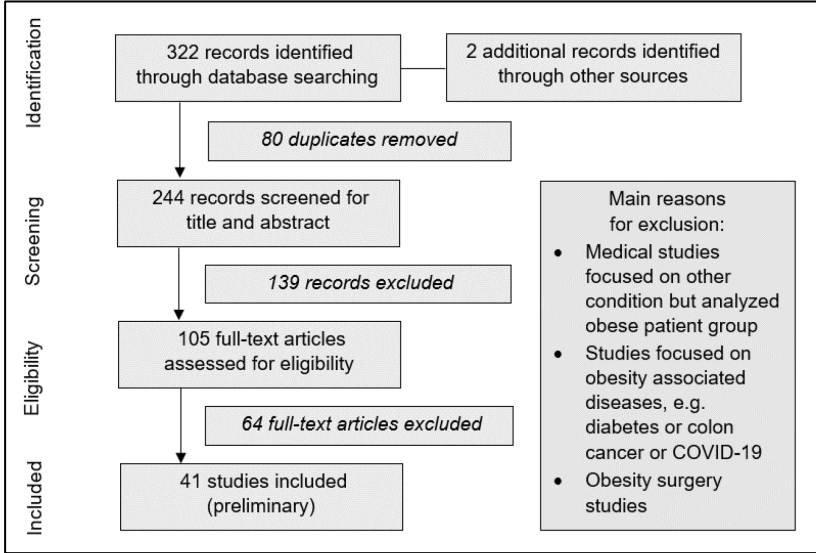 Identification
322 records identified
through database searching
2 additional records identified
through other sources
80 duplicates removed
Screening
244 records screened for
title and abstract
139 records excluded
Eligibility
105 full-text articles
assessed for eligibility
64 full-text articles excluded
Included
41 studies included
(preliminary)
Main reasons
for exclusion:
• Medical studies
focused on other
condition but analyzed
obese patient group
• Studies focused on
obesity associated
diseases, e.g.
diabetes or colon
cancer or COVID-19
• Obesity surgery
studies